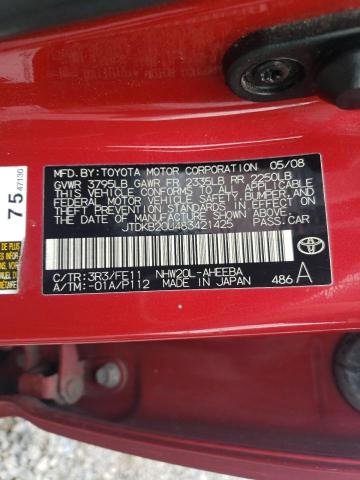 MFD. BY: TOYOTA MOTOR CORPORATION 05/08
GVWR 3795LB GAWR FR 2335LB RR 2250LB
THIS VEHICLE CONFORMS TO ALL APPLICABLE
FEDERAL MOTOR VEHICLE SAFETY, BUMPER, AND
THEFT PREVENTION STANDARDS IN EFFECT ON
THE DATE OF MANUFACTURE SHOWN ABOVE.
JTDKB20U483421425 PASS.CAR
C/TR: 3R3/FE11 NHW20L-AHEEBA
A/TM: -01A/P112 MADE IN JAPAN 486 A
75
47130